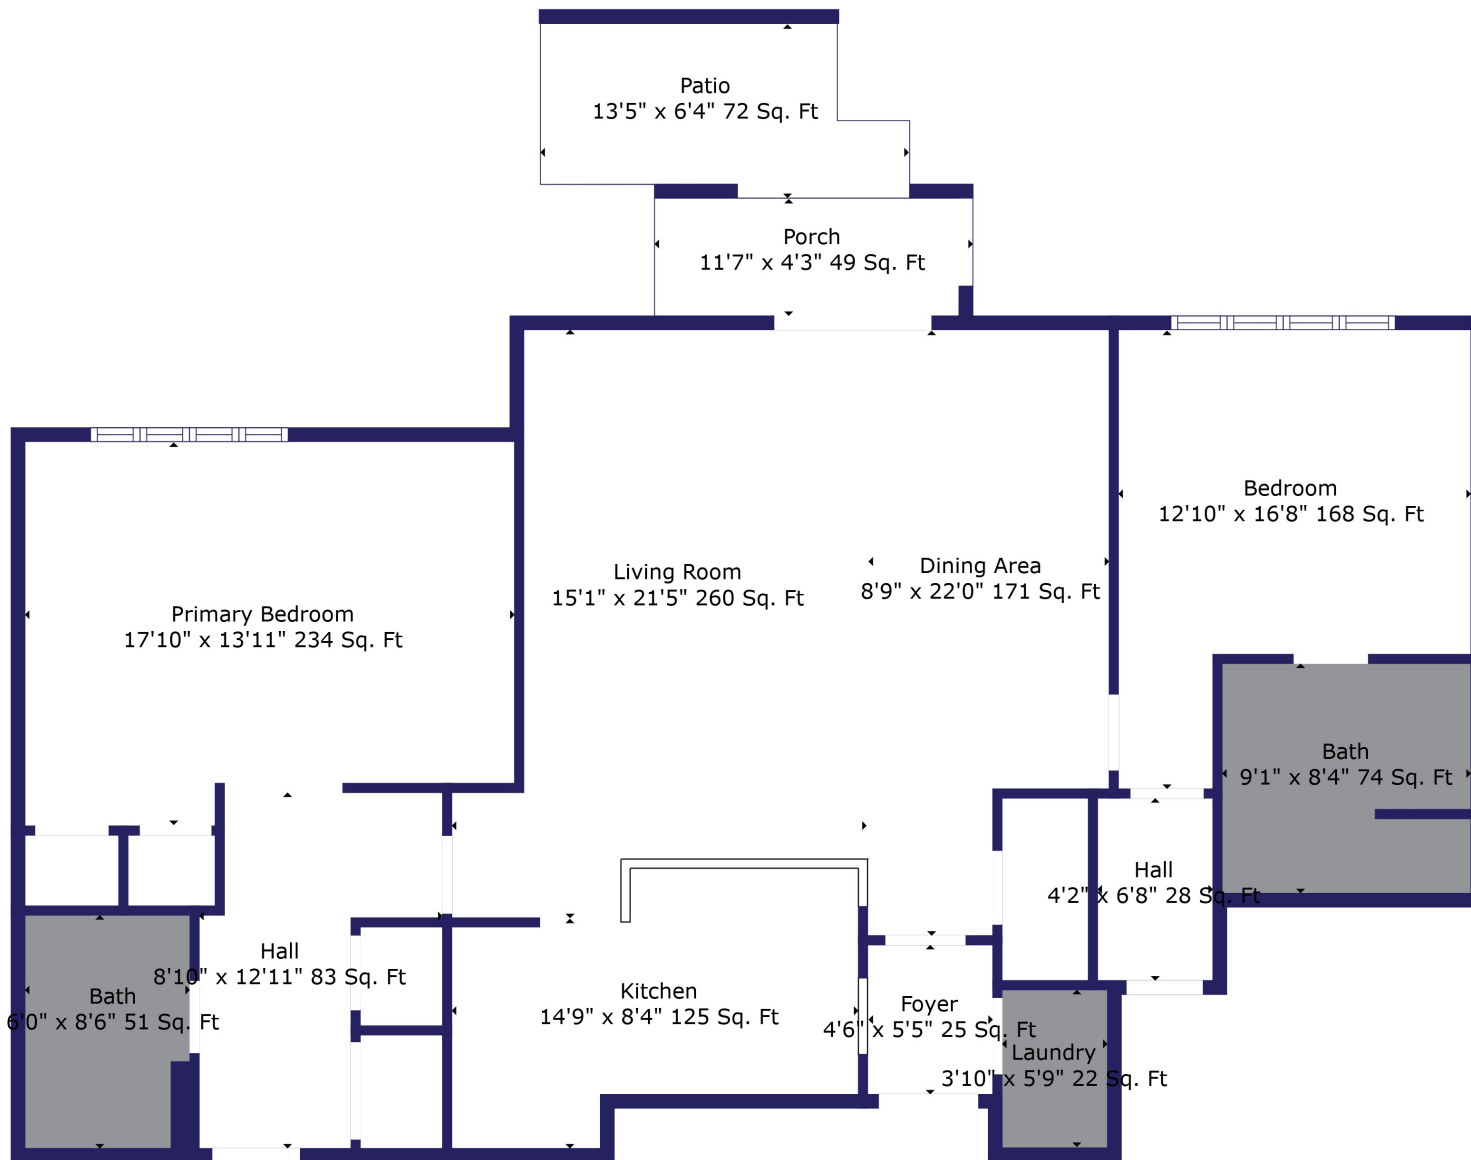 Patio
13'5" x 6'4" 72 Sq. Ft
Porch
11'7" x 4'3" 49 Sq. Ft
Bedroom
12'10" x 16'8" 168 Sq. Ft
Living Room
15'1" x 21'5" 260 Sq. Ft
Dining Area
8'9" x 22'0" 171 Sq. Ft
Primary Bedroom
17'10" x 13'11" 234 Sq. Ft
Bath
9'1" x 8'4" 74 Sq. Ft
Hall
4'2" x 6'8" 28 Sq. Ft
Hall
8'10" x 12'11" 83 Sq. Ft
Bath
6'0" x 8'6" 51 Sq. Ft
Kitchen
14'9" x 8'4" 125 Sq. Ft
Foyer
4'6" x 5'5" 25 Sq. Ft
Laundry
3'10" x 5'9" 22 Sq. Ft